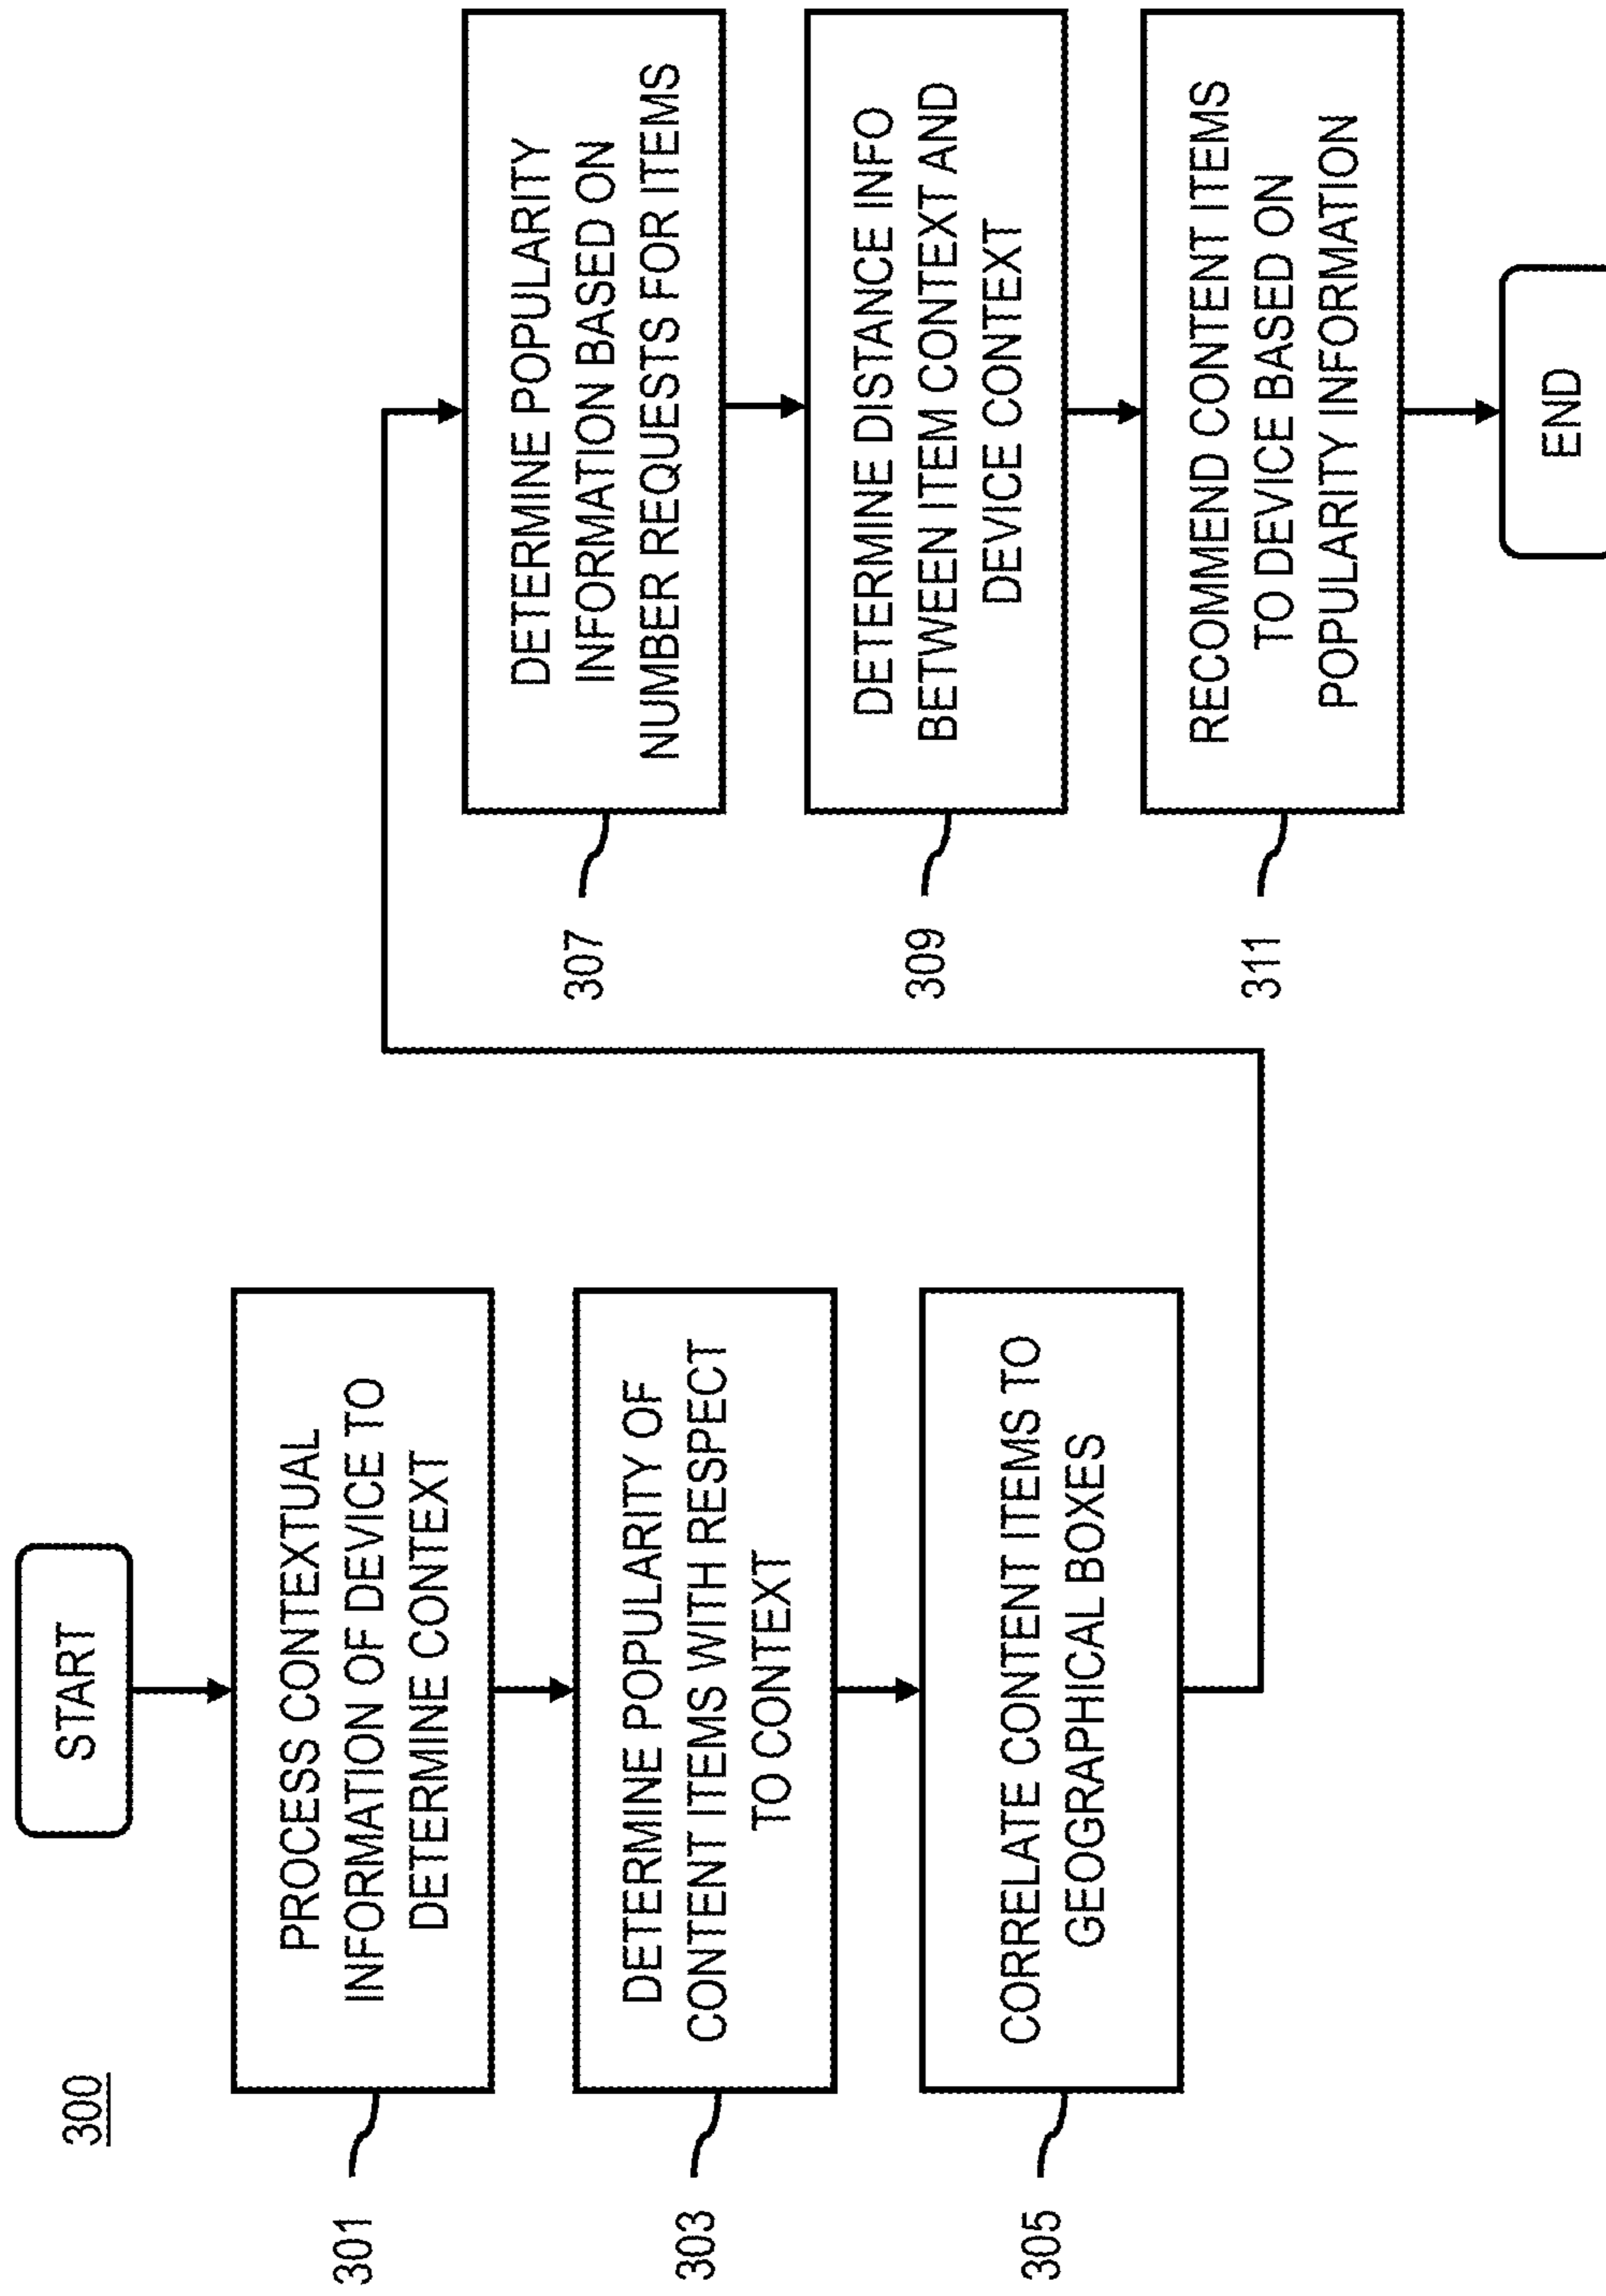 300
START
301
PROCESS CONTEXTUAL
INFORMATION OF DEVICE TO
DETERMINE CONTEXT
303
DETERMINE POPULARITY OF
CONTENT ITEMS WITH RESPECT
TO CONTEXT
305
CORRELATE CONTENT ITEMS TO
GEOGRAPHICAL BOXES
307
DETERMINE POPULARITY
INFORMATION BASED ON
NUMBER REQUESTS FOR ITEMS
309
DETERMINE DISTANCE INFO
BETWEEN ITEM CONTEXT AND
DEVICE CONTEXT
311
RECOMMEND CONTENT ITEMS
TO DEVICE BASED ON
POPULARITY INFORMATION
END